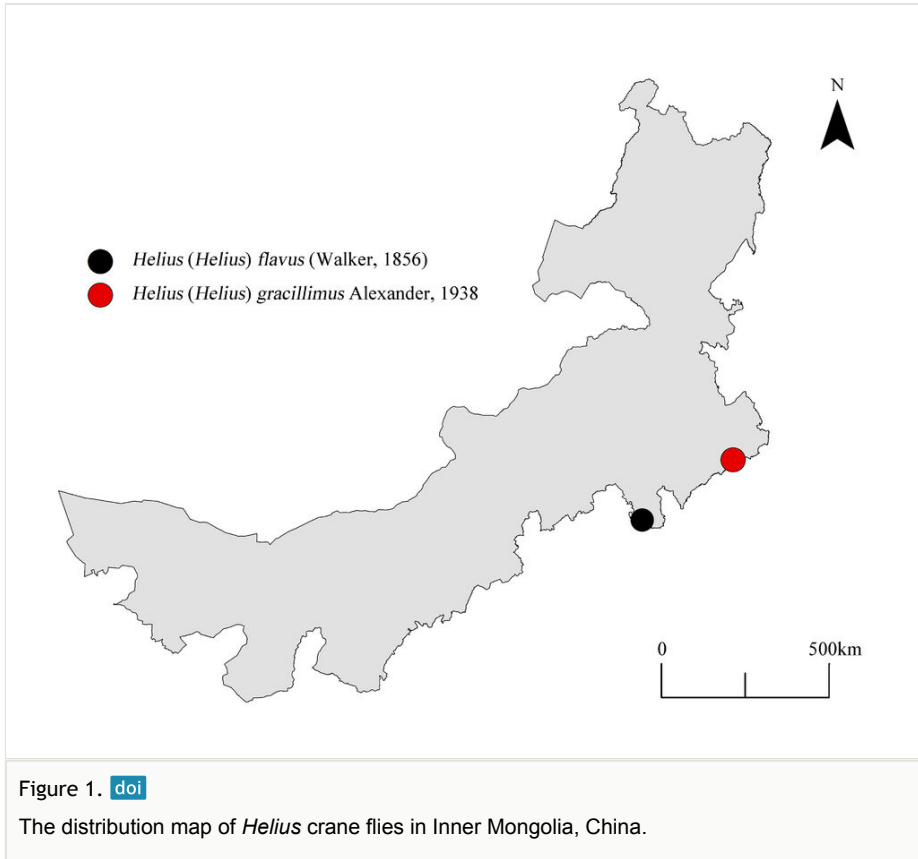 N
Helius (Helius) flavus (Walker, 1856)
Helius (Helius) gracillimus Alexander, 1938
0 500km
Figure 1. doi
The distribution map of Helius crane flies in Inner Mongolia, China.